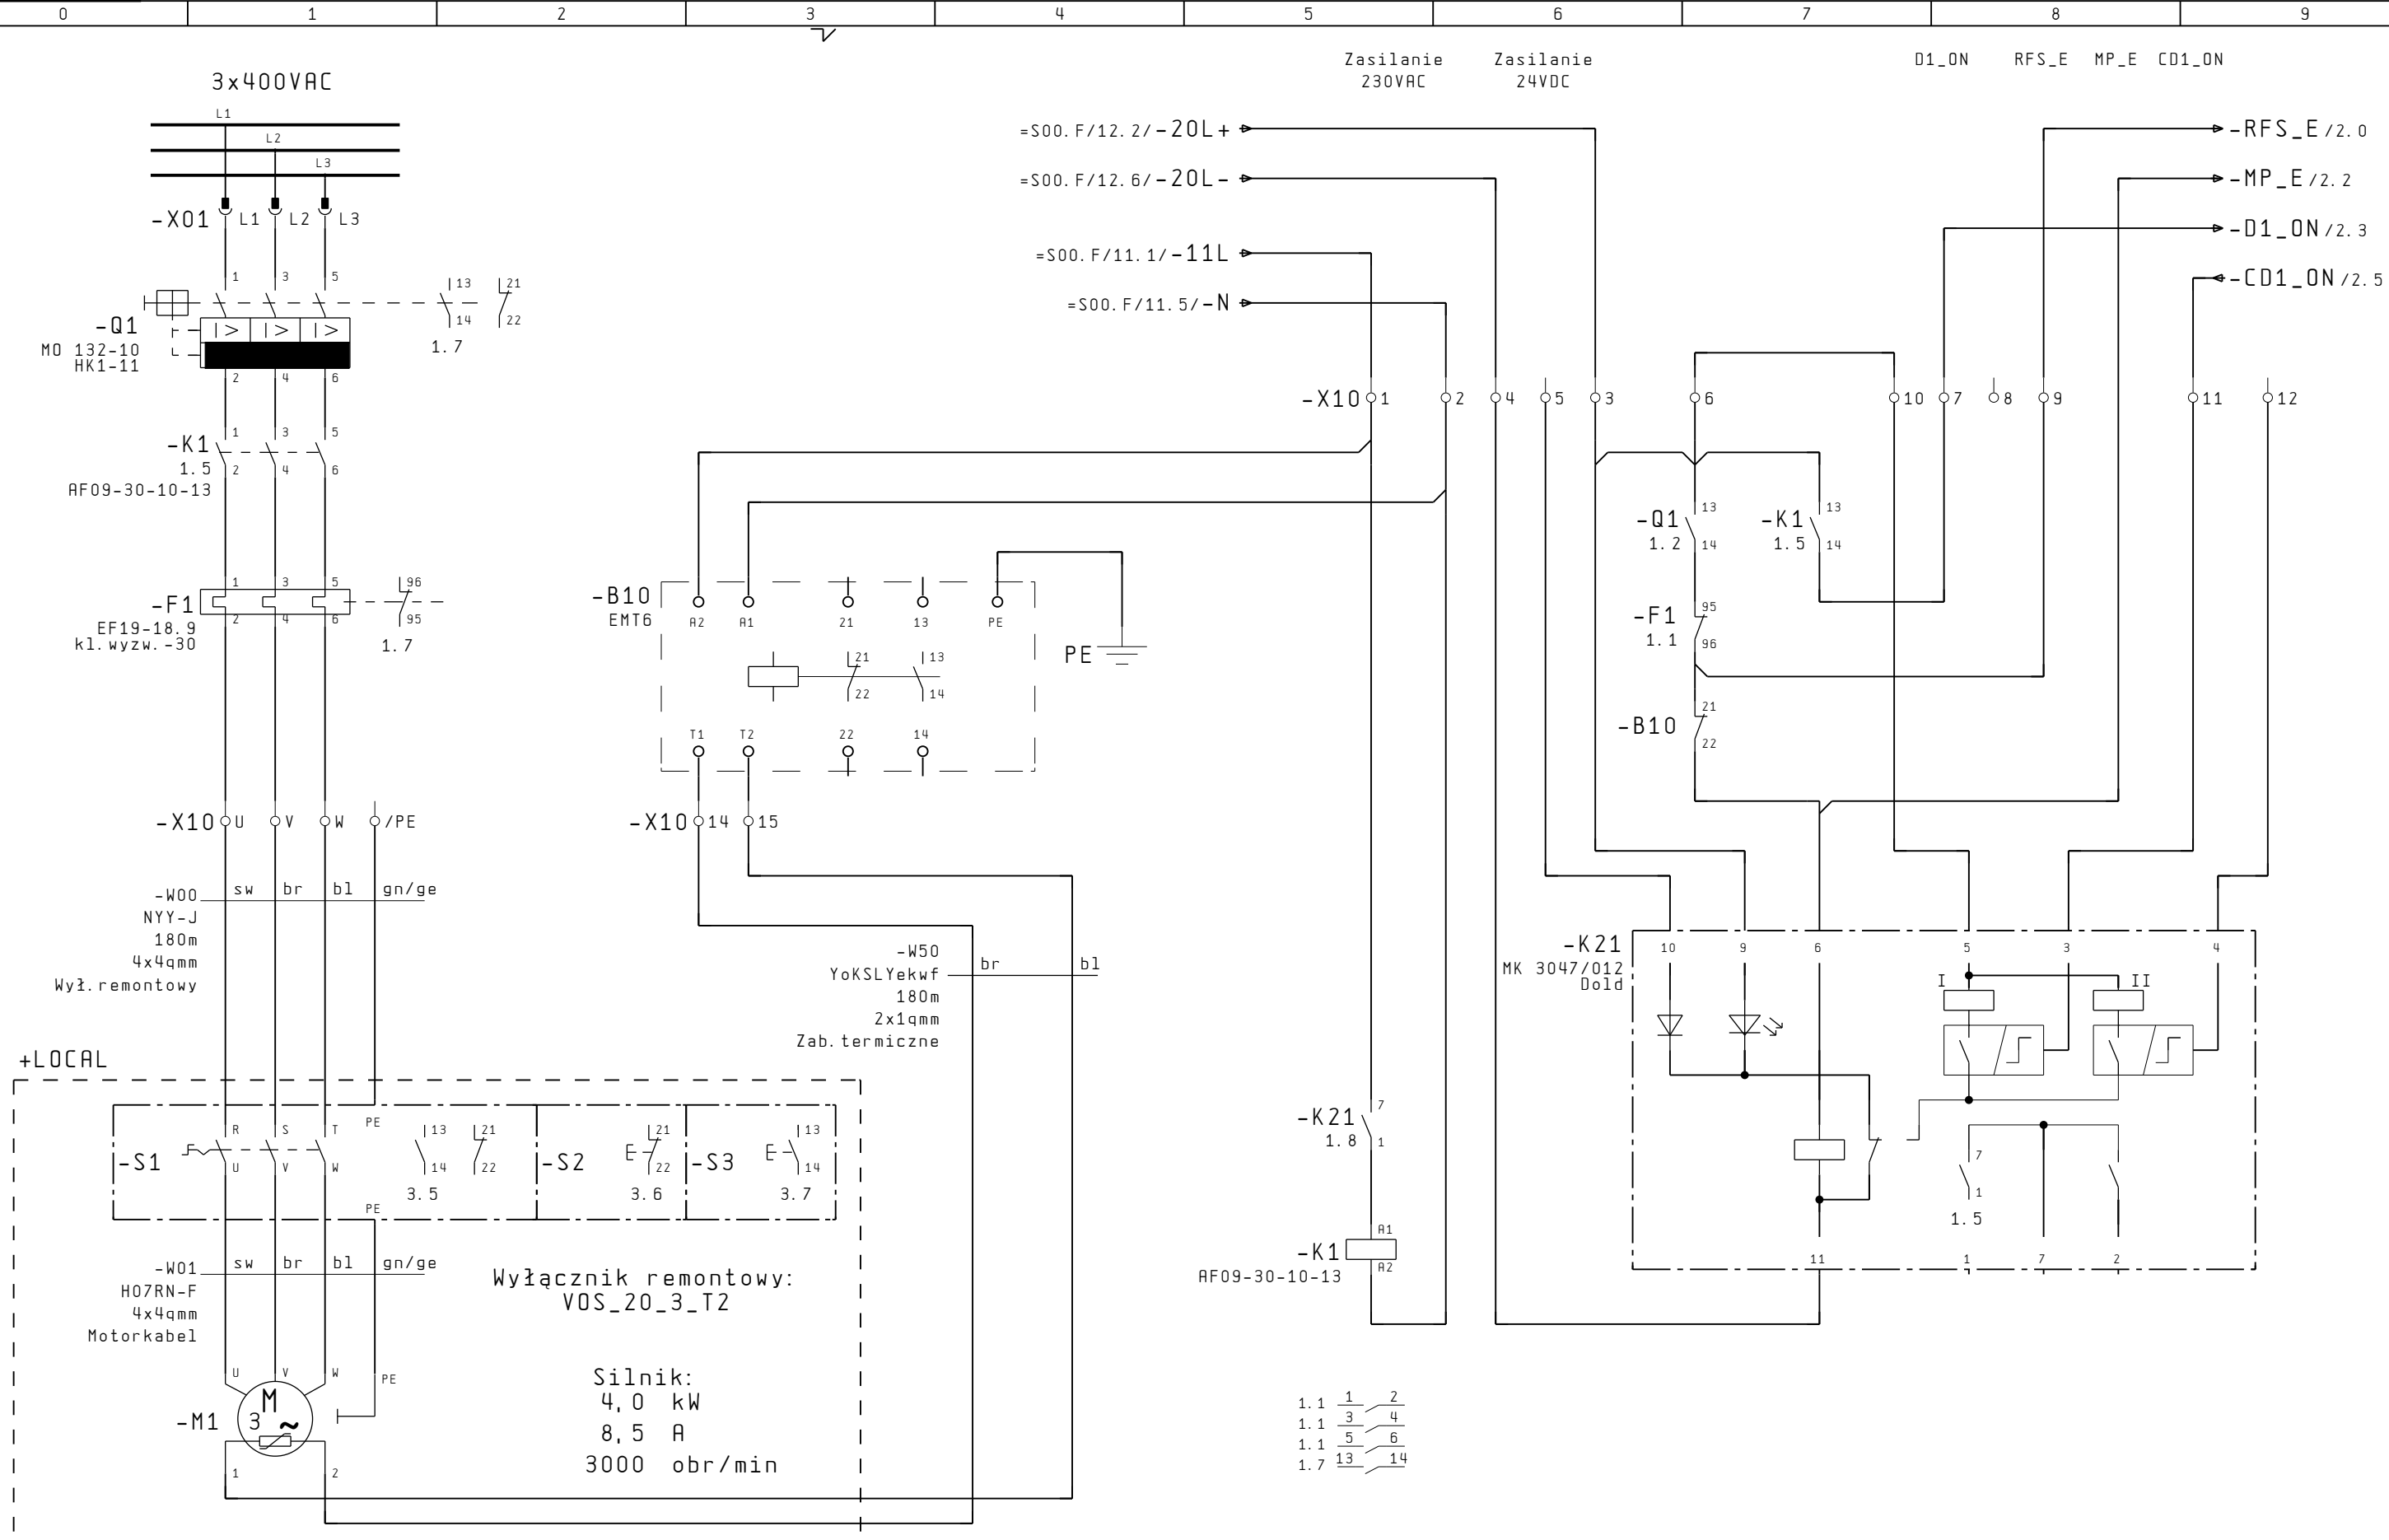 0 1 2 3 4 5 6 7 8 9
Zasilanie
230VAC
Zasilanie
24VDC
D1_ON RFS_E MP_E CD1_ON
3x400VAC
L1
L2
L3
=S00.F/12.2/-20L+
=S00.F/12.6/-20L-
=S00.F/11.1/-11L
=S00.F/11.5/-N
-RFS_E/2.0
-MP_E/2.2
-D1_ON/2.3
-CD1_ON/2.5
-X01 L1 L2 L3
1 3 5 13 21
-Q1
MO 132-10
HK1-11
I> I> I>
14 22
1.7
2 4 6
-X10 1 2 4 5 3 6 10 7 8 9 11 12
-K1
1.5
AF09-30-10-13
1 3 5
2 4 6
-Q1
1.2
13
14
-K1
1.5
13
14
-F1
EF19-18.9
kl.wyzw.-30
1 3 5 96
2 4 6 95
1.7
-B10
EMT6
A2 A1 21 13 PE
21 13
22 14
T1 T2 22 14
PE
-F1
1.1
95
96
-B10
21
22
-X10 U V W /PE
-X10 14 15
-W00
NYY-J
180m
4x4qmm
Wył.remontowy
sw br bl gn/ge
-W50
YoKSLYekwf
180m
2x1qmm
Zab.termiczne
br bl
-K21
MK 3047/012
Dold
10 9 6 5 3 4
I II
7
1
1.5
11 1 7 2
+LOCAL
-S1
R S T PE 13 21
U V W 14 22
3.5
PE
-S2
21
22
3.6
-S3
13
14
3.7
-K21
1.8
7
1
-K1
AF09-30-10-13
A1
A2
-W01
H07RN-F
4x4qmm
Motorkabel
sw br bl gn/ge
Wyłącznik remontowy:
VOS_20_3_T2
U V W PE
-M1
M
3 ~
1 2
Silnik:
4,0 kW
8,5 A
3000 obr/min
1.1 1 2
1.1 3 4
1.1 5 6
1.7 13 14